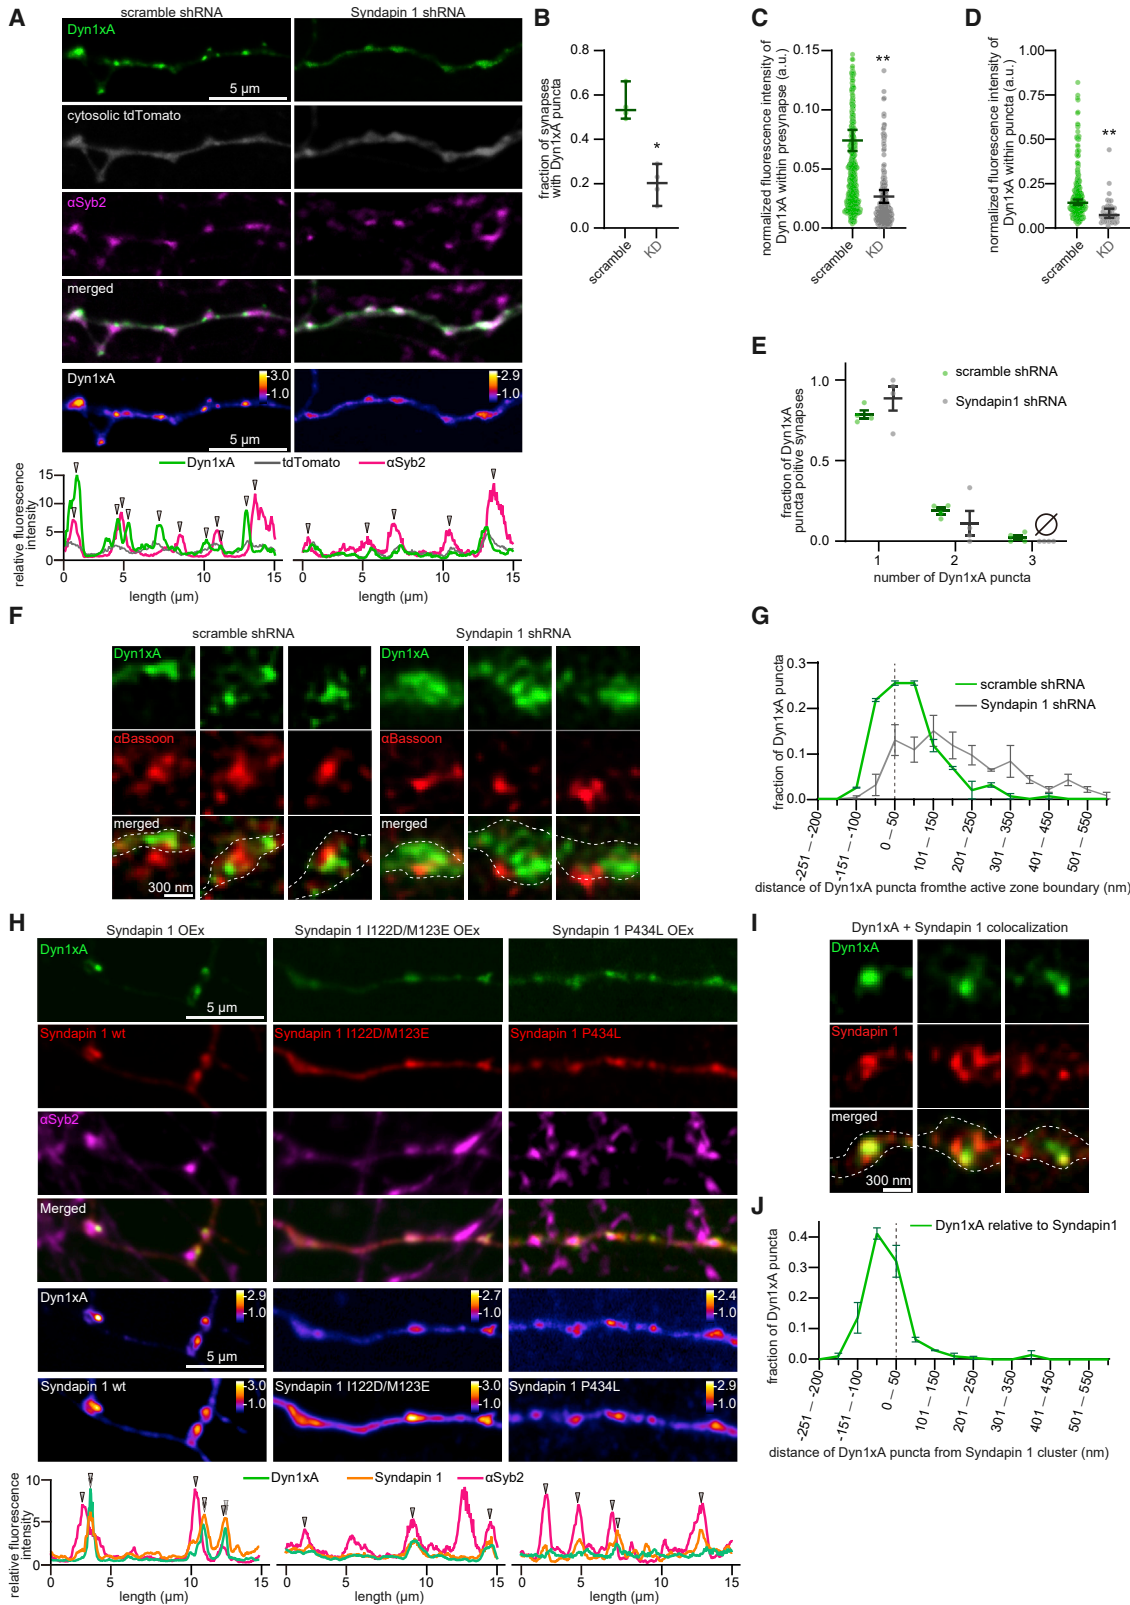 A
scramble shRNA
Syndapin 1 shRNA
Dyn1xA
5 μm
cytosolic tdTomato
αSyb2
merged
Dyn1xA
3.0
1.0
2.9
1.0
5 μm
Dyn1xA
tdTomato
αSyb2
relative fluorescence
intensity
15
10
5
0
0
5
10
15
0
5
10
15
length (μm)
length (μm)
B
fraction of synapses
with Dyn1xA puncta
0.8
0.6
0.4
0.2
0.0
*
scramble
KD
C
normalized fluorescence intensity of
Dyn1xA within presynapse (a.u.)
0.15
0.10
0.05
0.00
**
scramble
KD
D
normalized fluorescence intensity of
Dyn1xA within puncta (a.u.)
1.00
0.75
0.50
0.25
0.00
**
scramble
KD
E
fraction of Dyn1xA
puncta poitive synapses
1.0
0.5
0.0
scramble shRNA
Syndapin1 shRNA
1
2
3
number of Dyn1xA puncta
F
scramble shRNA
Syndapin 1 shRNA
Dyn1xA
Dyn1xA
αBassoon
αBassoon
merged
merged
300 nm
G
fraction of Dyn1xA puncta
0.3
0.2
0.1
0.0
scramble shRNA
Syndapin 1 shRNA
-251 — -200
-151 — -100
0 — 50
101 — 150
201 — 250
301 — 350
401 — 450
501 — 550
distance of Dyn1xA puncta fromthe active zone boundary (nm)
H
Syndapin 1 OEx
Syndapin 1 I122D/M123E OEx
Syndapin 1 P434L OEx
Dyn1xA
5 μm
Syndapin 1 wt
Syndapin 1 I122D/M123E
Syndapin 1 P434L
αSyb2
Merged
Dyn1xA
2.9
1.0
2.7
1.0
2.4
1.0
5 μm
Syndapin 1 wt
3.0
1.0
Syndapin 1 I122D/M123E
3.0
1.0
Syndapin 1 P434L
2.9
1.0
Dyn1xA
Syndapin 1
αSyb2
relative fluorescence
intensity
10
5
0
0
5
10
15
0
5
10
15
0
5
10
15
length (μm)
length (μm)
length (μm)
I
Dyn1xA + Syndapin 1 colocalization
Dyn1xA
Syndapin 1
merged
300 nm
J
fraction of Dyn1xA puncta
0.4
0.3
0.2
0.1
0.0
Dyn1xA relative to Syndapin1
-251 — -200
-151 — -100
0 — 50
101 — 150
201 — 250
301 — 350
401 — 450
501 — 550
distance of Dyn1xA puncta from Syndapin 1 cluster (nm)